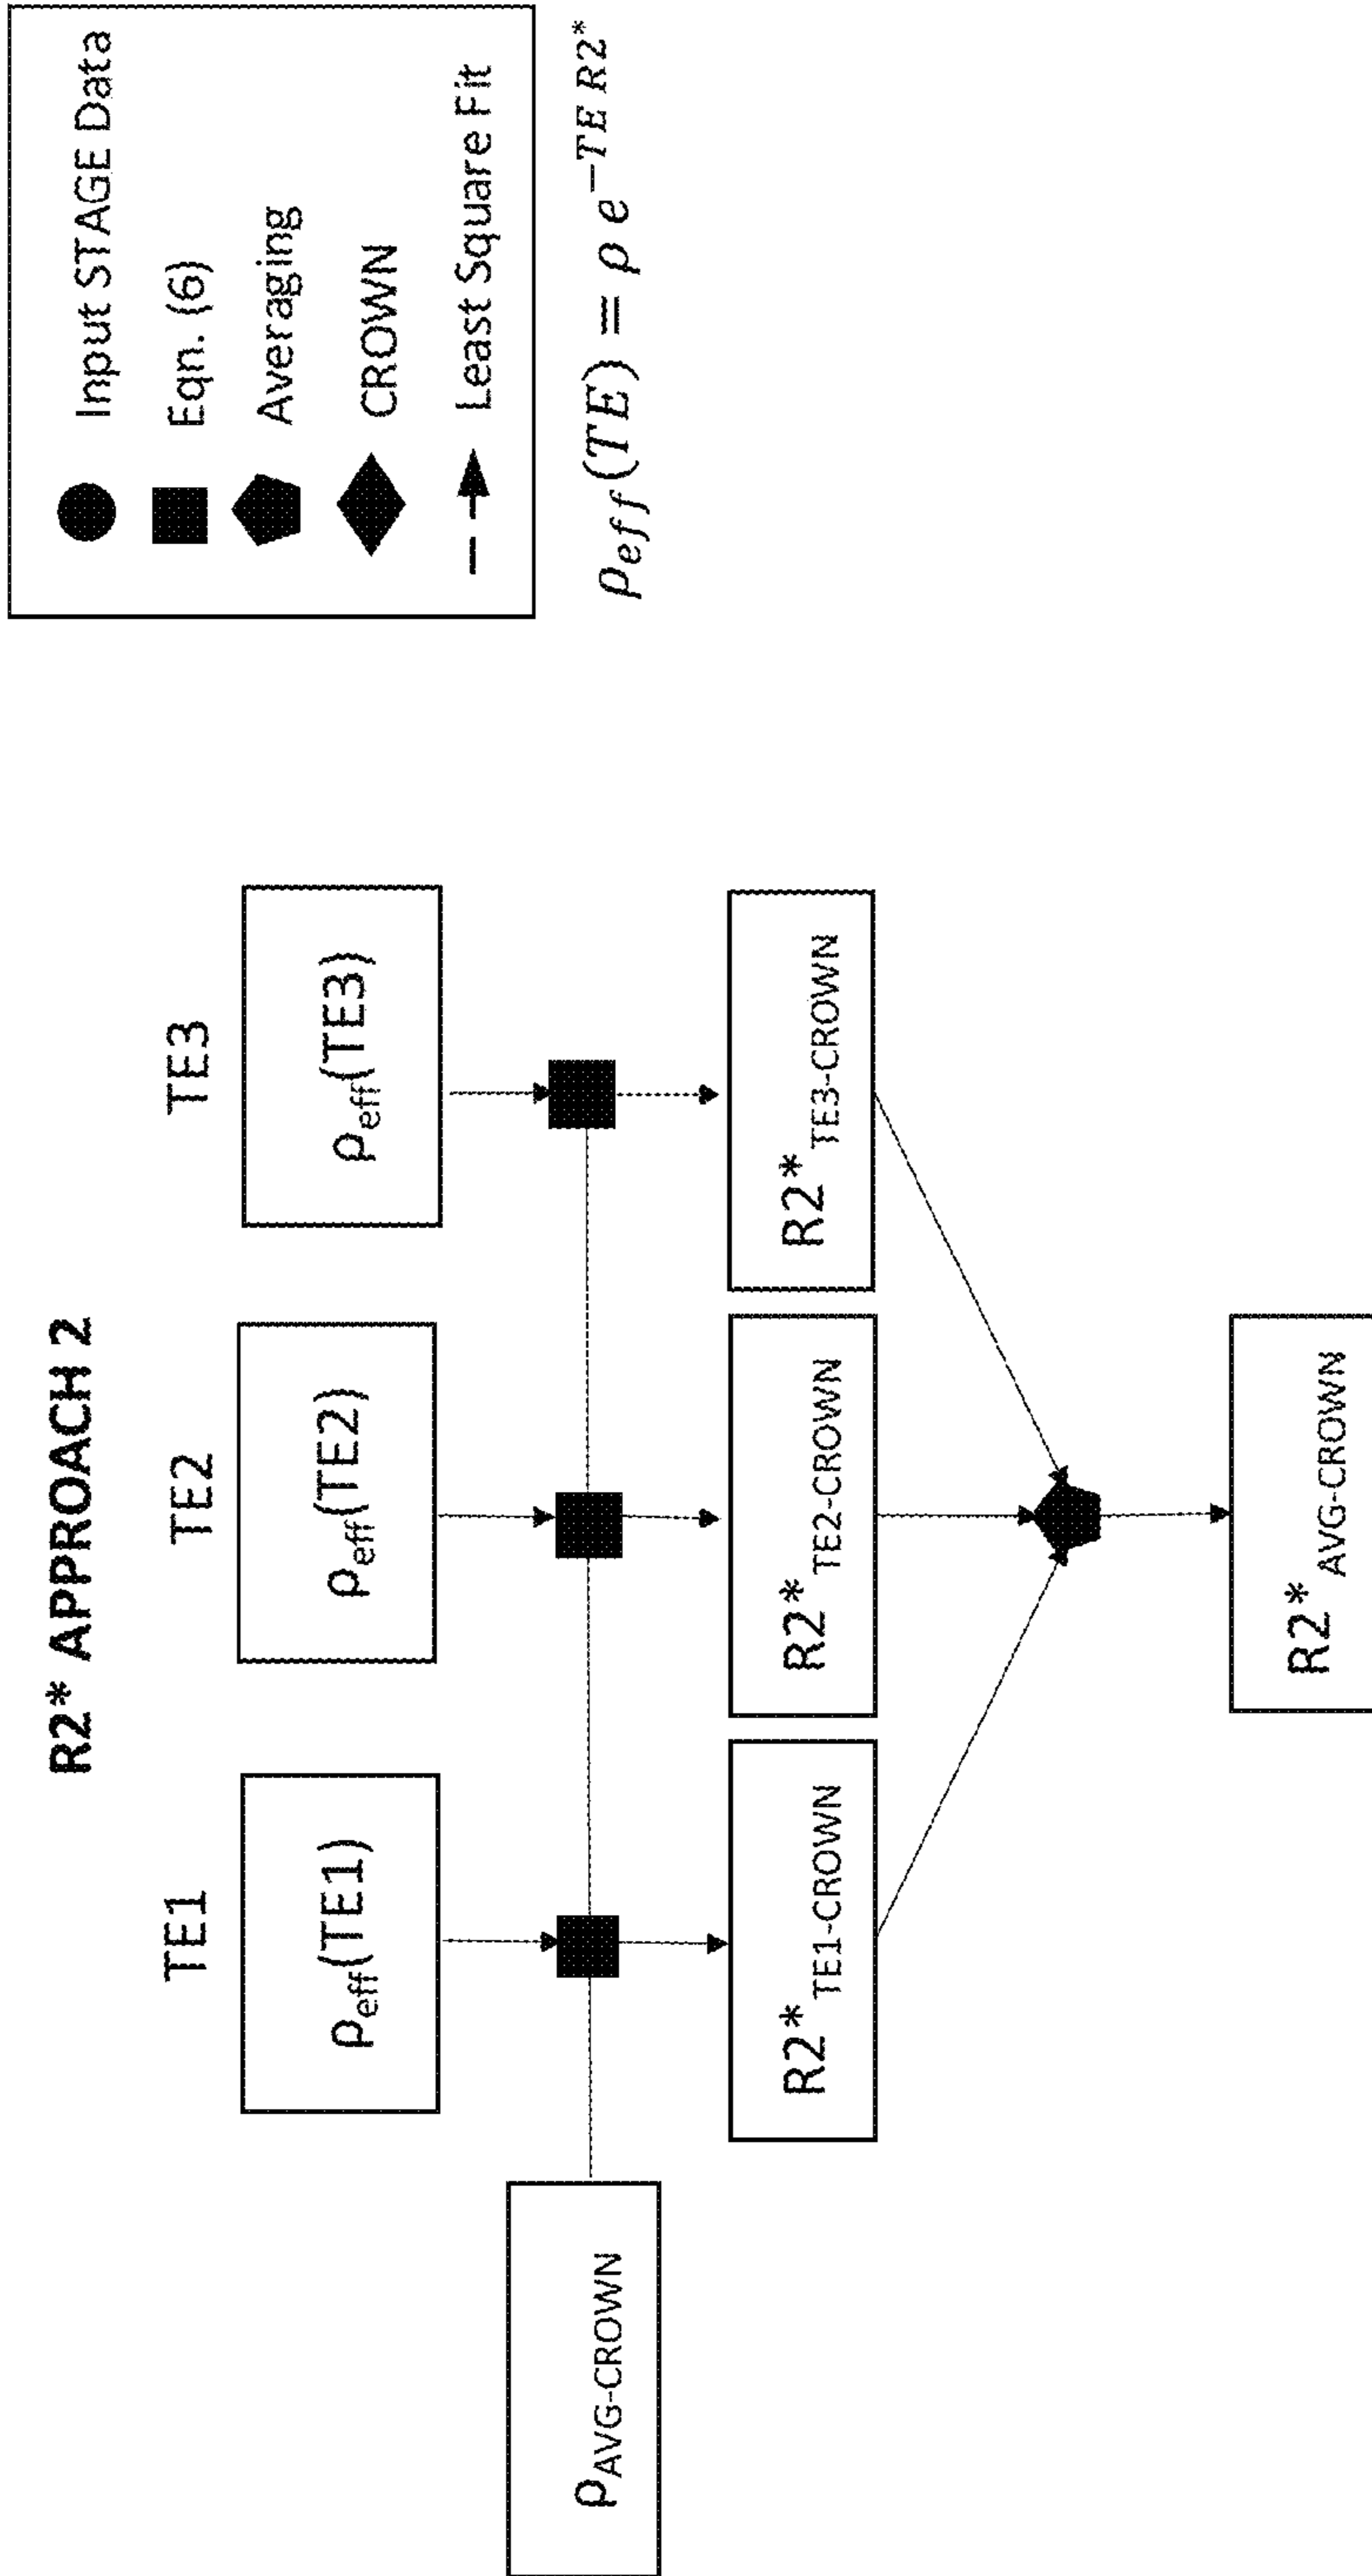 R2* APPROACH 2
TE1
TE2
TE3
ρeff(TE1)
ρeff(TE2)
ρeff(TE3)
ρAVG-CROWN
R2*TE1-CROWN
R2*TE2-CROWN
R2*TE3-CROWN
R2*AVG-CROWN
Input STAGE Data
Eqn. (6)
Averaging
CROWN
Least Square Fit
ρeff(TE) = ρ e^−TE R2*